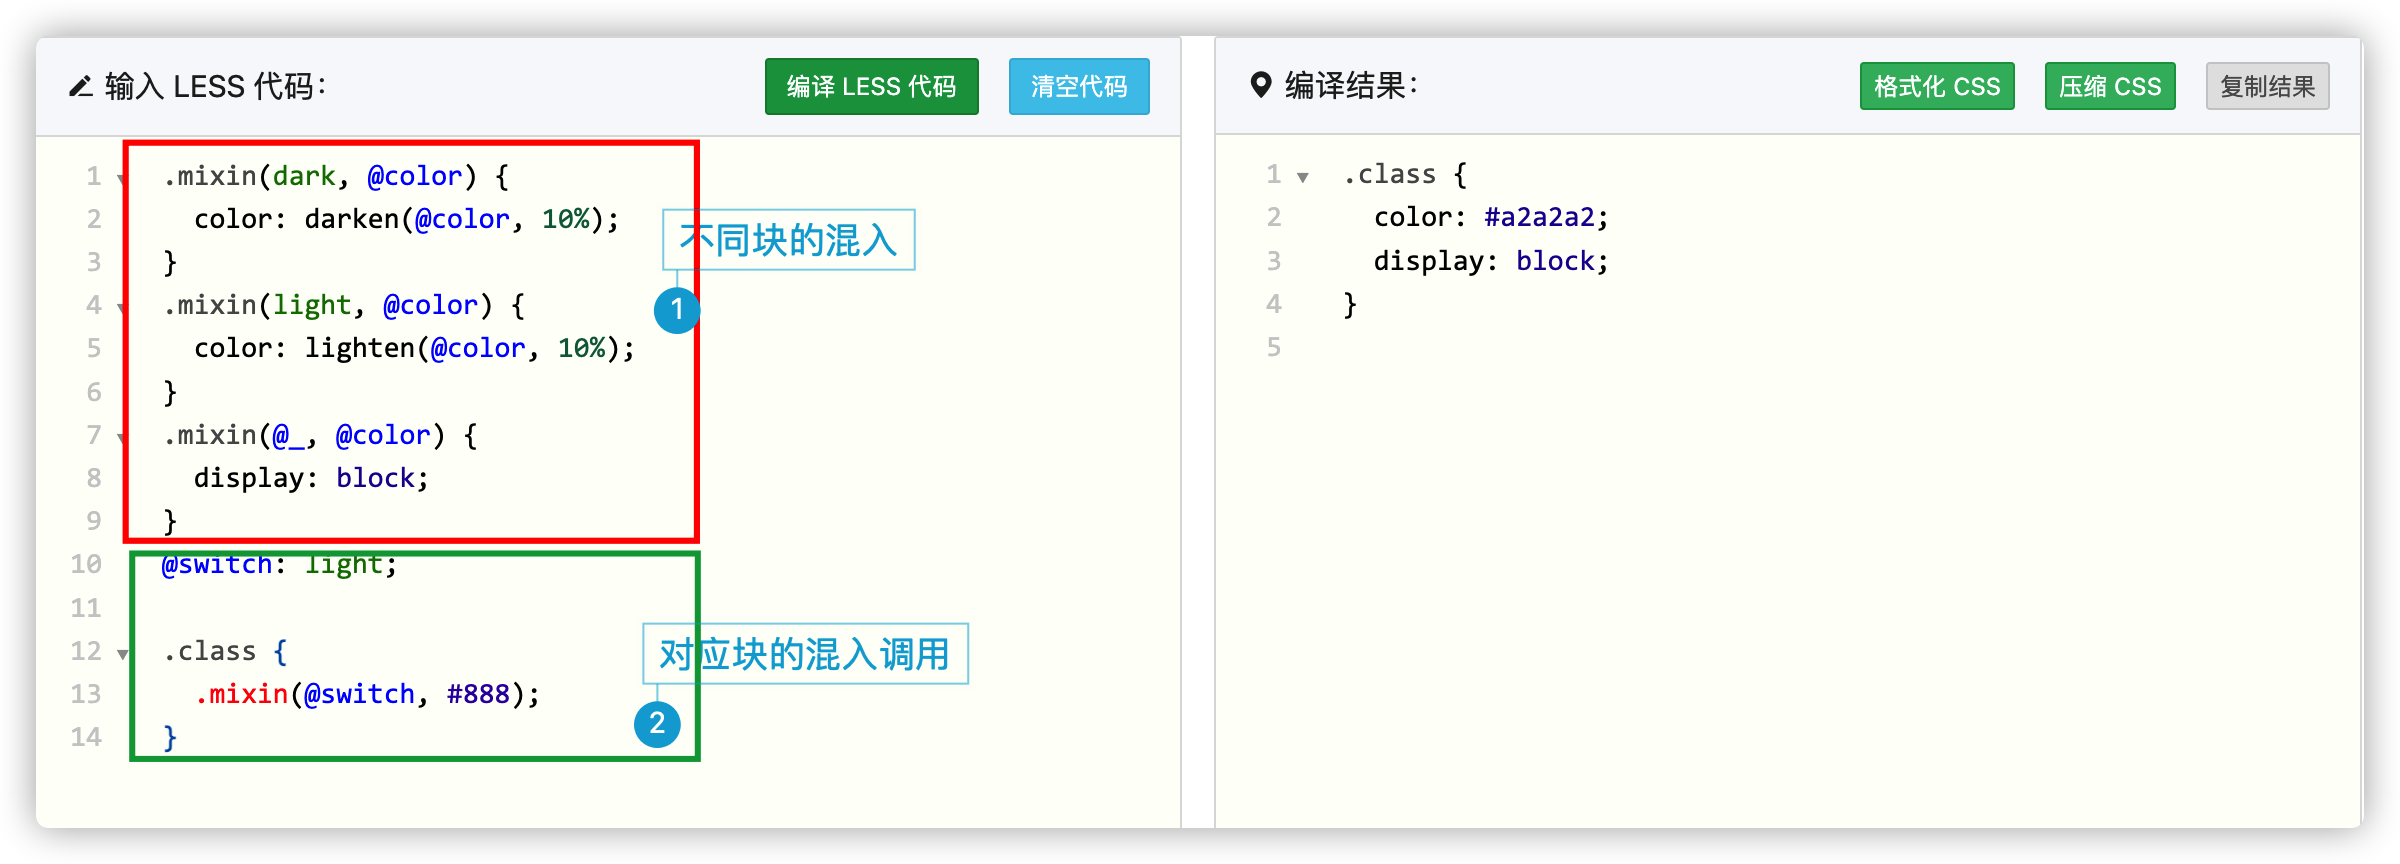 输入 LESS 代码：
编译 LESS 代码
清空代码
1 .mixin(dark, @color) {
2   color: darken(@color, 10%);
3 }
4 .mixin(light, @color) {
5   color: lighten(@color, 10%);
6 }
7 .mixin(@_, @color) {
8   display: block;
9 }
10 @switch: light;
11
12 .class {
13   .mixin(@switch, #888);
14 }
不同块的混入
1
对应块的混入调用
2
编译结果：
格式化 CSS
压缩 CSS
复制结果
1 .class {
2   color: #a2a2a2;
3   display: block;
4 }
5